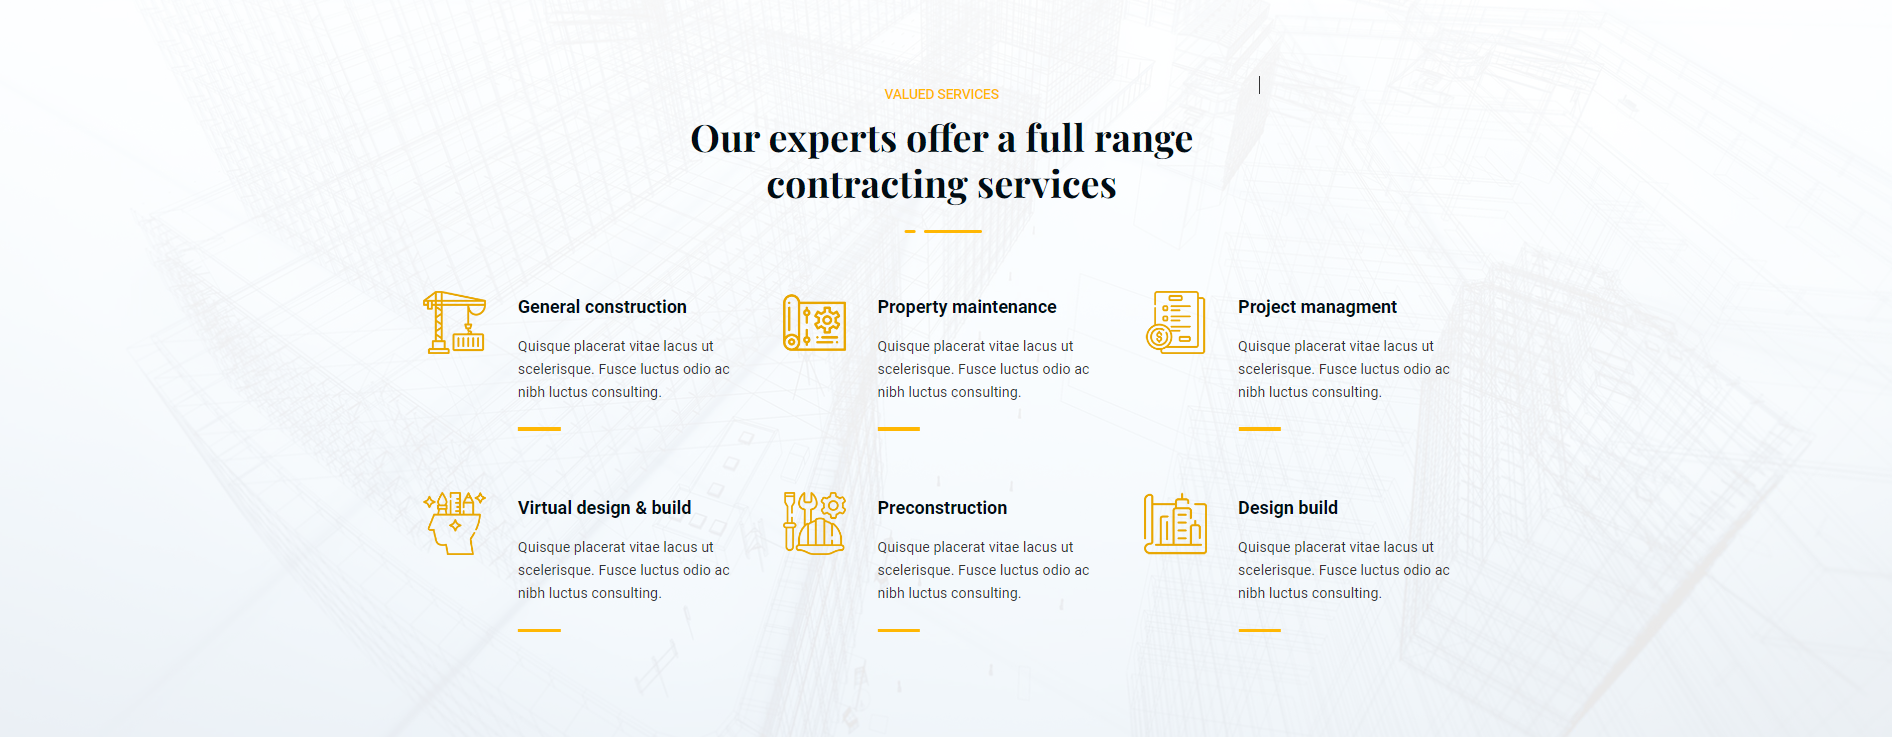 VALUED SERVICES
Our experts offer a full range
contracting services
General construction
Quisque placerat vitae lacus ut
scelerisque. Fusce luctus odio ac
nibh luctus consulting.
Property maintenance
Quisque placerat vitae lacus ut
scelerisque. Fusce luctus odio ac
nibh luctus consulting.
Project managment
Quisque placerat vitae lacus ut
scelerisque. Fusce luctus odio ac
nibh luctus consulting.
Virtual design & build
Quisque placerat vitae lacus ut
scelerisque. Fusce luctus odio ac
nibh luctus consulting.
Preconstruction
Quisque placerat vitae lacus ut
scelerisque. Fusce luctus odio ac
nibh luctus consulting.
Design build
Quisque placerat vitae lacus ut
scelerisque. Fusce luctus odio ac
nibh luctus consulting.